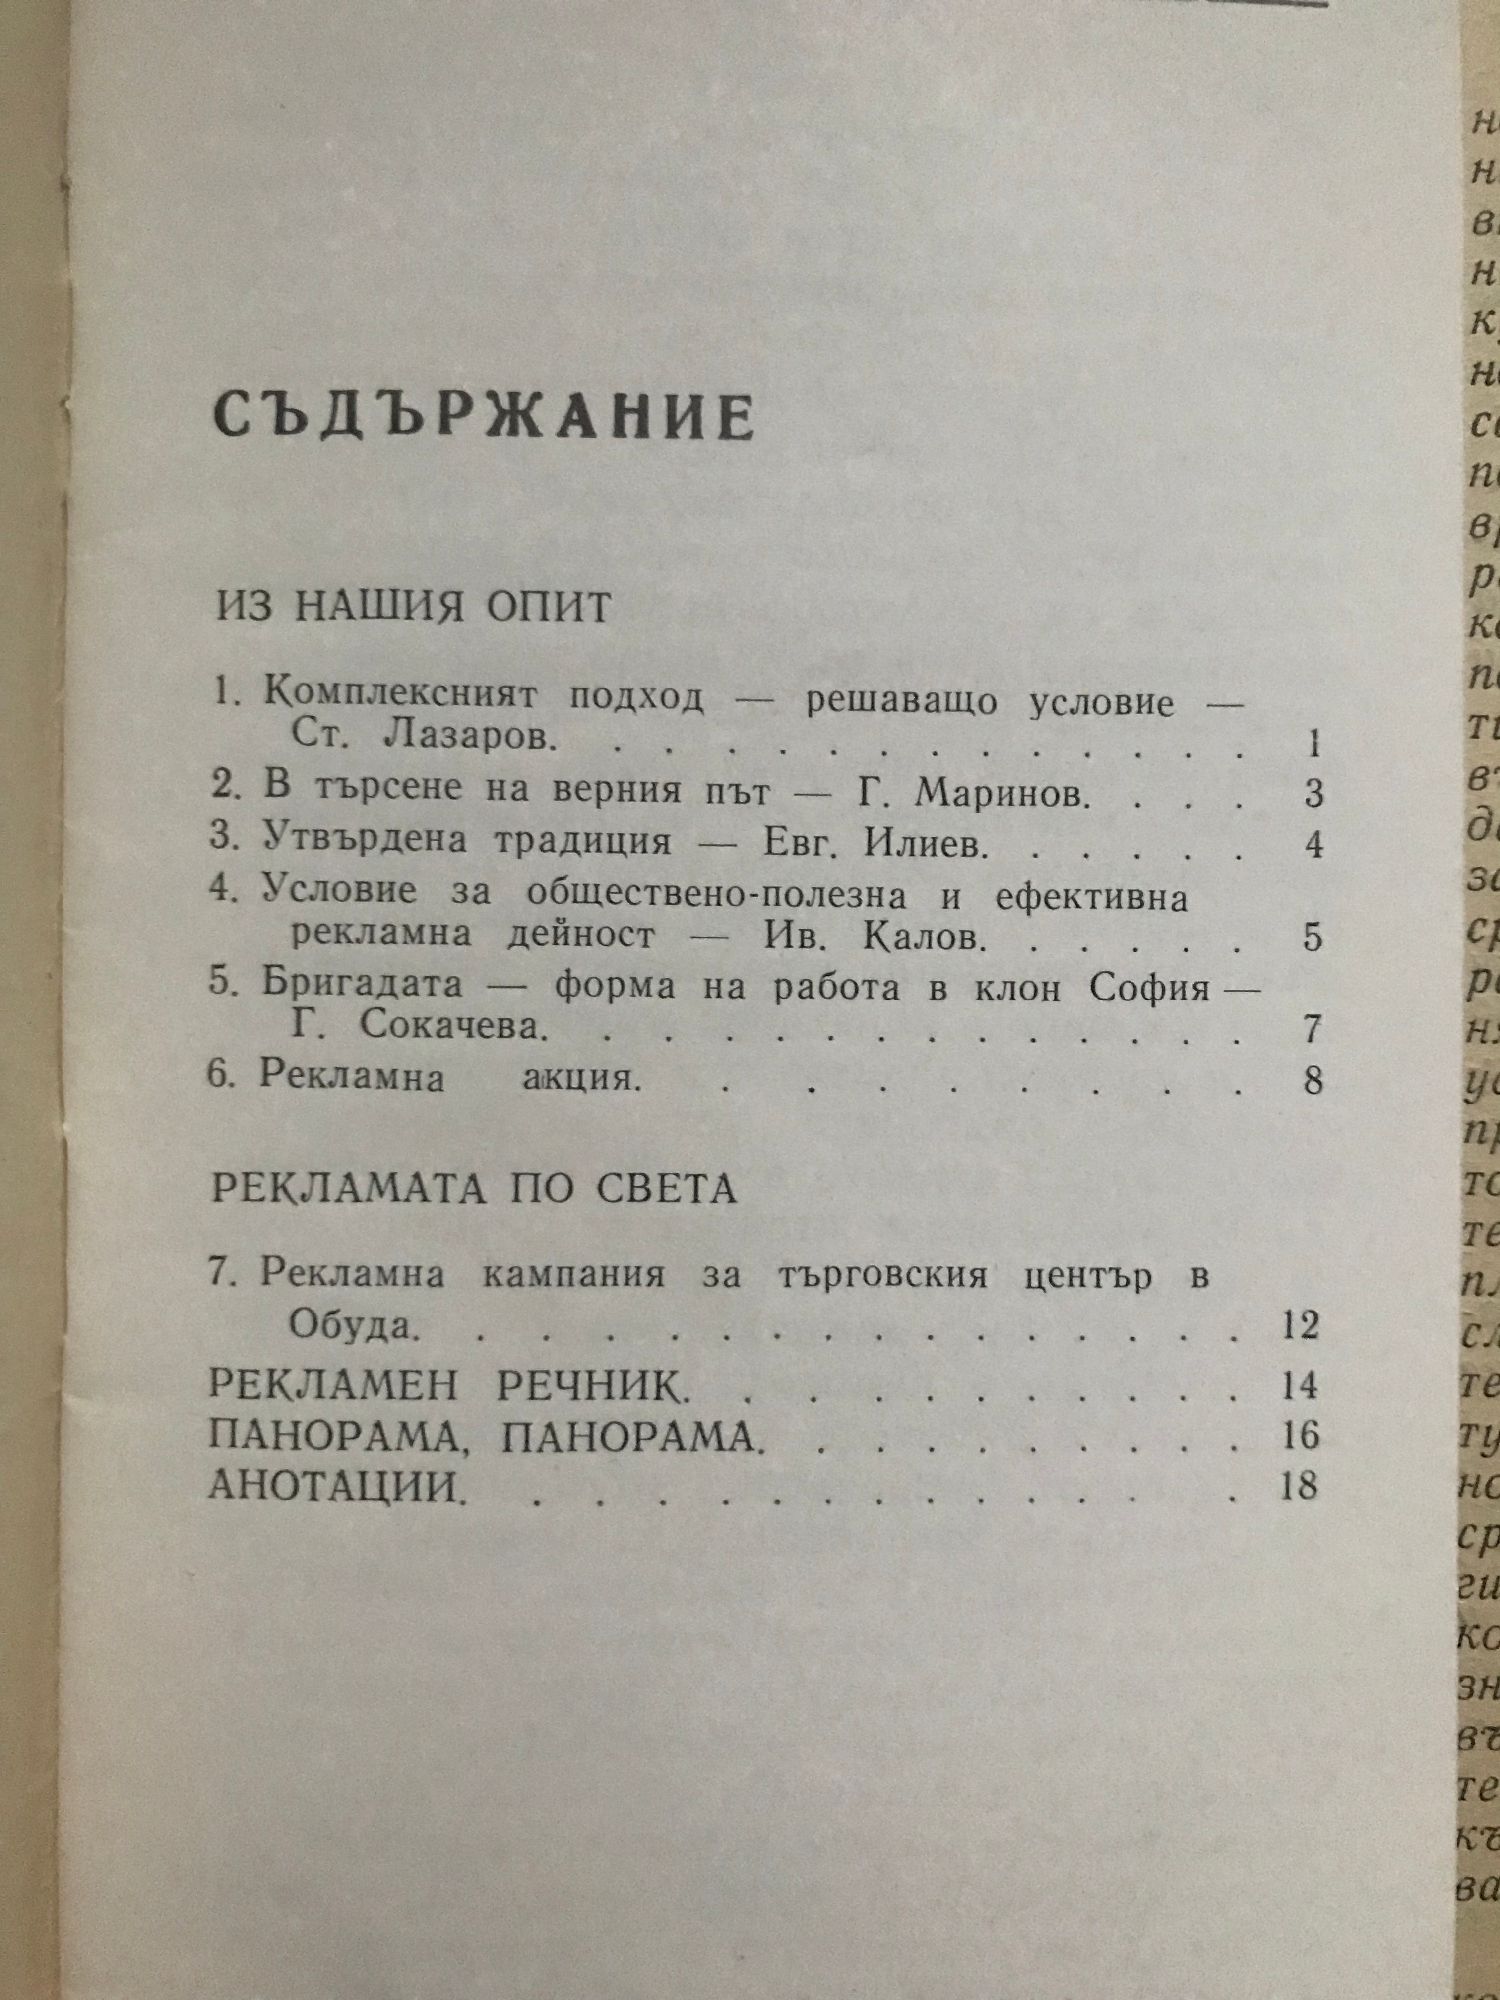 СЪДЪРЖАНИЕ
ИЗ НАШИЯ ОПИТ
1. Комплексният подход — решаващо условие —
Ст. Лазаров. . . . . . . . . . . . . 1
2. В търсене на верния път — Г. Маринов. . . . 3
3. Утвърдена традиция — Евг. Илиев. . . . . . 4
4. Условие за обществено-полезна и ефективна
рекламна дейност — Ив. Калов. . . . . . 5
5. Бригадата — форма на работа в клон София —
Г. Сокачева. . . . . . . . . . . . . 7
6. Рекламна акция. . . . . . . . . 8
РЕКЛАМАТА ПО СВЕТА
7. Рекламна кампания за търговския център в
Обуда. . . . . . . . . . . . . . . . 12
РЕКЛАМЕН РЕЧНИК. . . . . . . . . . 14
ПАНОРАМА, ПАНОРАМА. . . . . . . . . 16
АНОТАЦИИ. . . . . . . . . . . . . 18